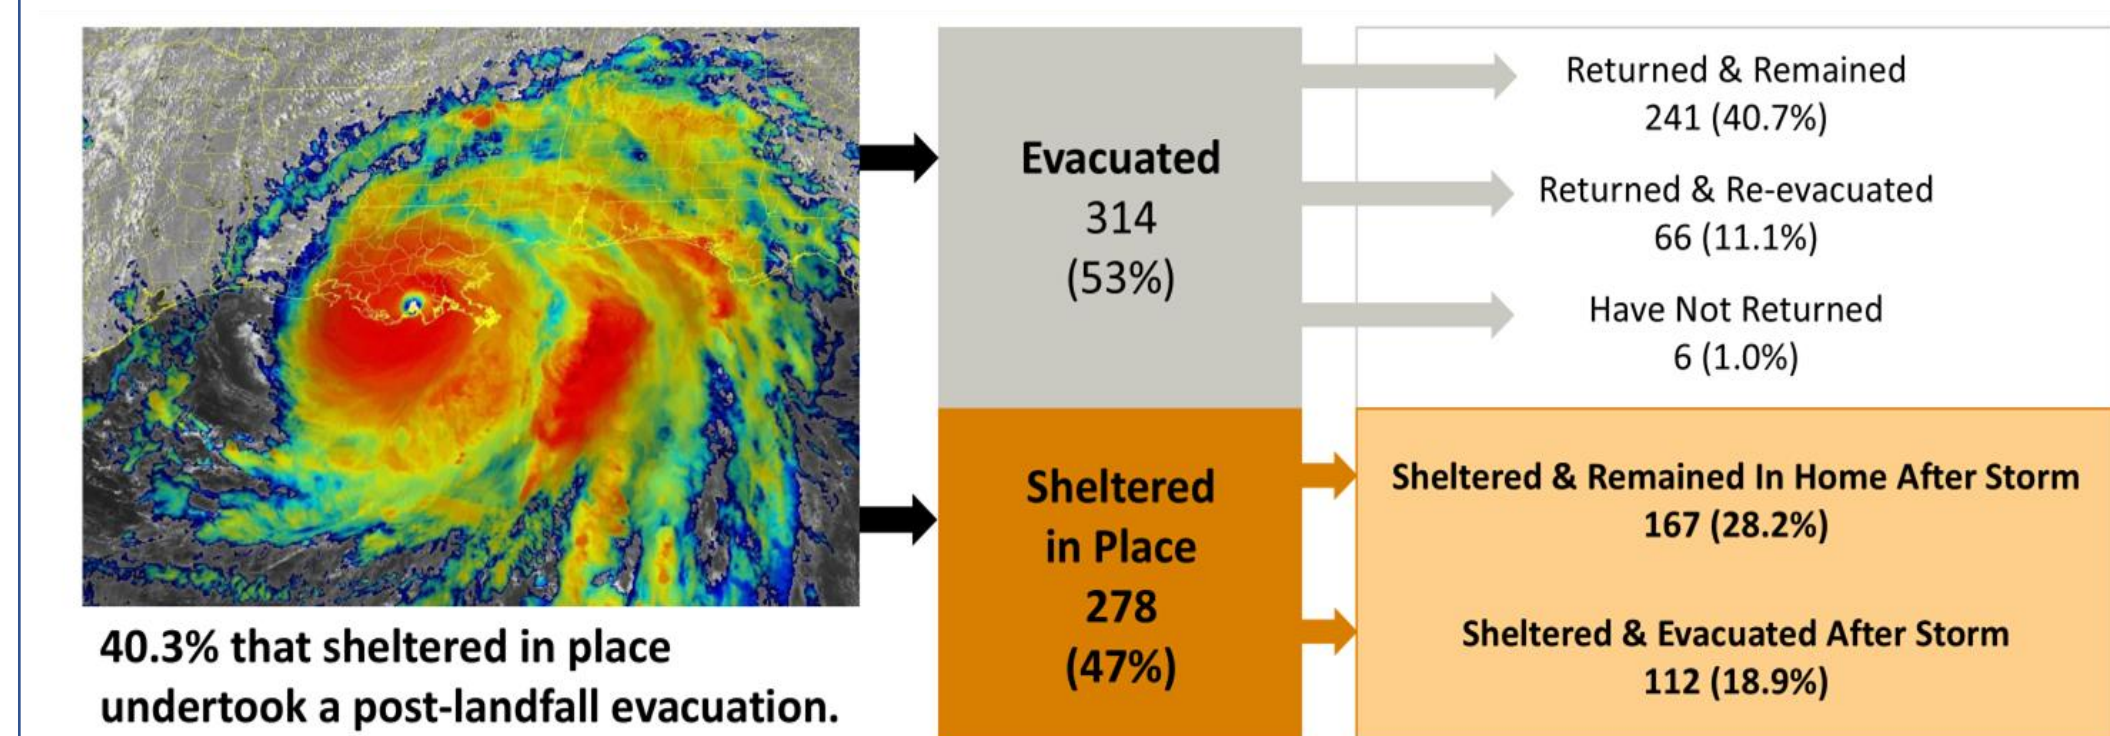 Evacuated
314
(53%)
Returned & Remained
241 (40.7%)
Returned & Re-evacuated
66 (11.1%)
Have Not Returned
6 (1.0%)
Sheltered
in Place
278
(47%)
Sheltered & Remained In Home After Storm
167 (28.2%)
Sheltered & Evacuated After Storm
112 (18.9%)
40.3% that sheltered in place
undertook a post-landfall evacuation.